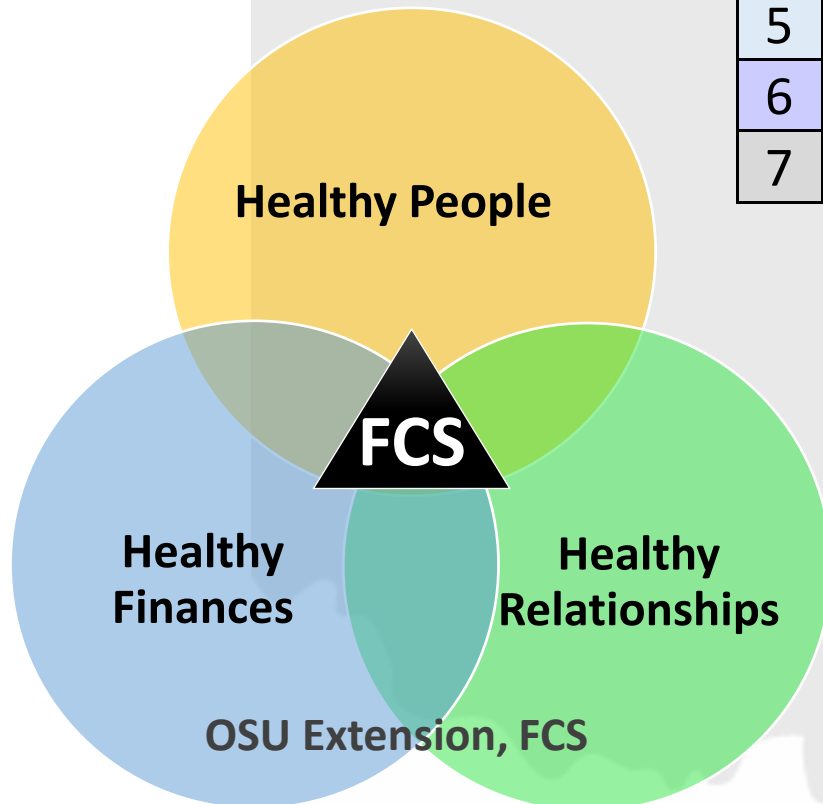 5
6
7
Healthy People
FCS
Healthy
Finances
Healthy
Relationships
OSU Extension, FCS